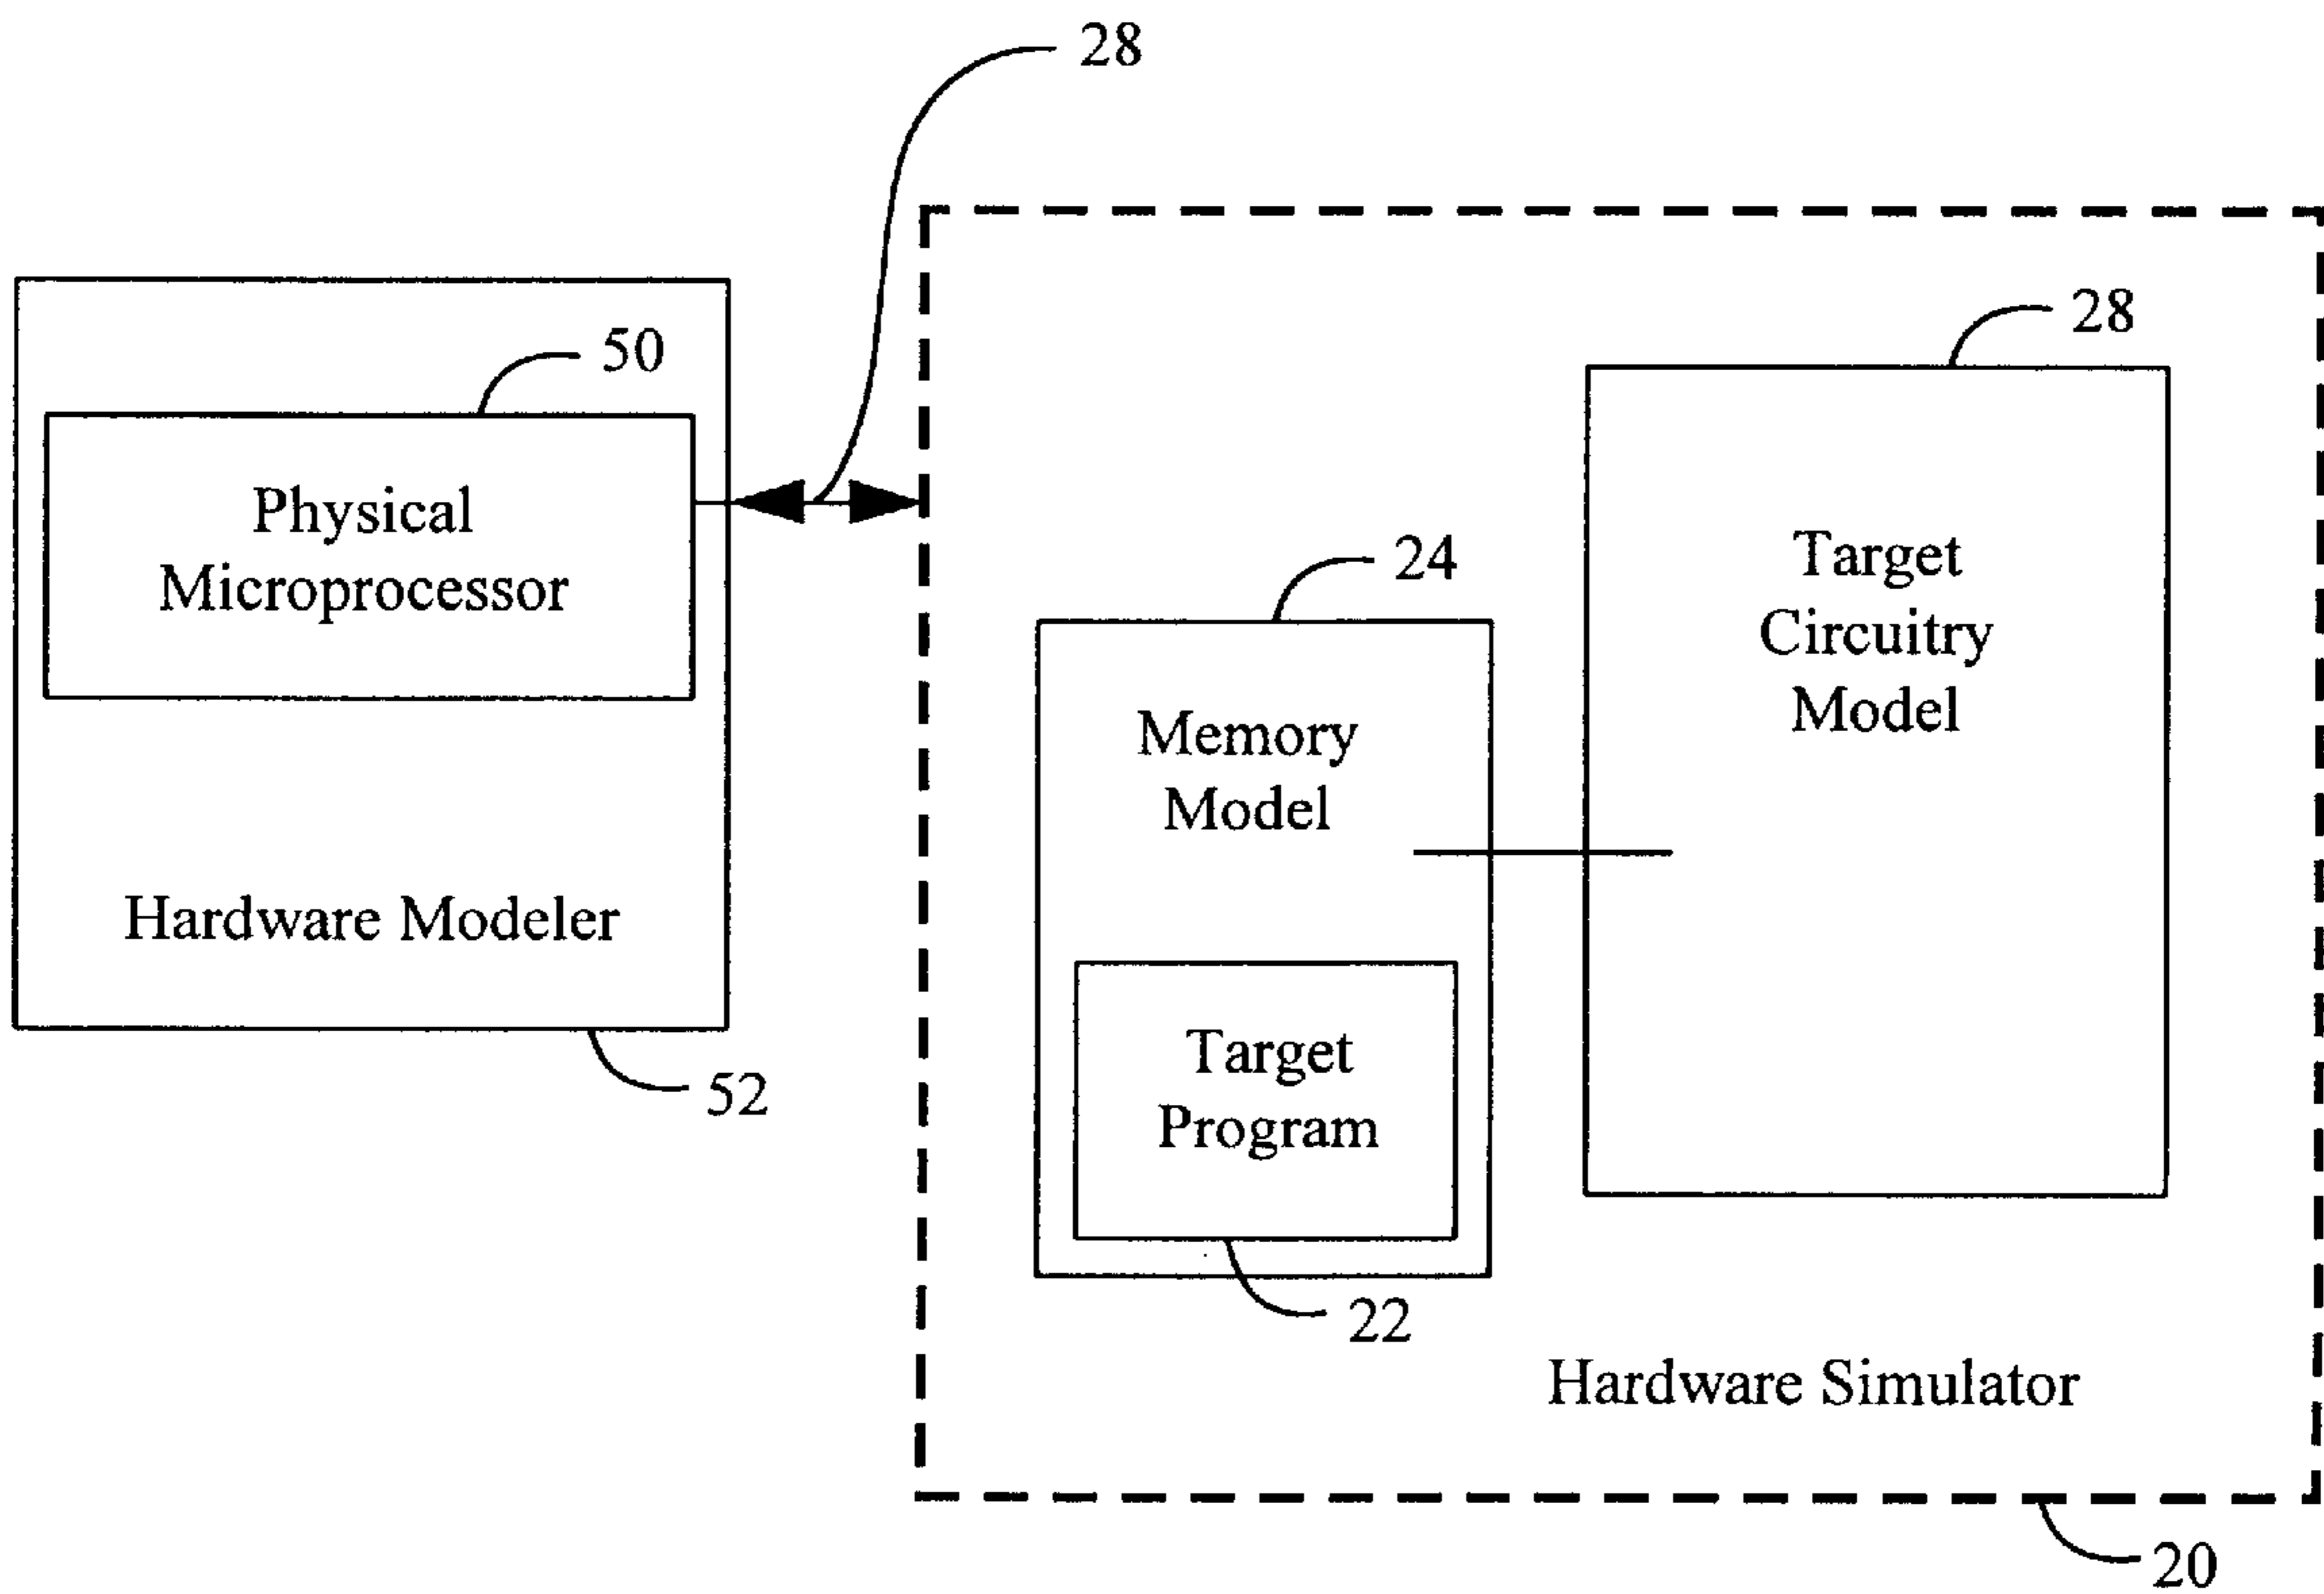 28
50
Physical
Microprocessor
Hardware Modeler
52
28
Target
Circuitry
Model
24
Memory
Model
Target
Program
22
Hardware Simulator
20